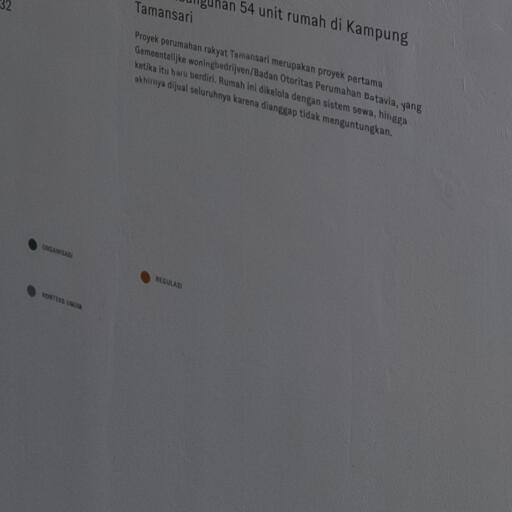 32
54 unit rumah di Kampung
Tamansari
Proyek perumahan rakyat Tamansari merupakan proyek pertama
Gemeentelijke woningbedrijven/Badan Otoritas Perumahan Batavia, yang
ketika itu baru berdiri. Rumah ini dikelola dengan sistem sewa, hingga
akhirnya dijual seluruhnya karena dianggap tidak menguntungkan.
ORGANISASI
REGULASI
KONTEKS UMUM